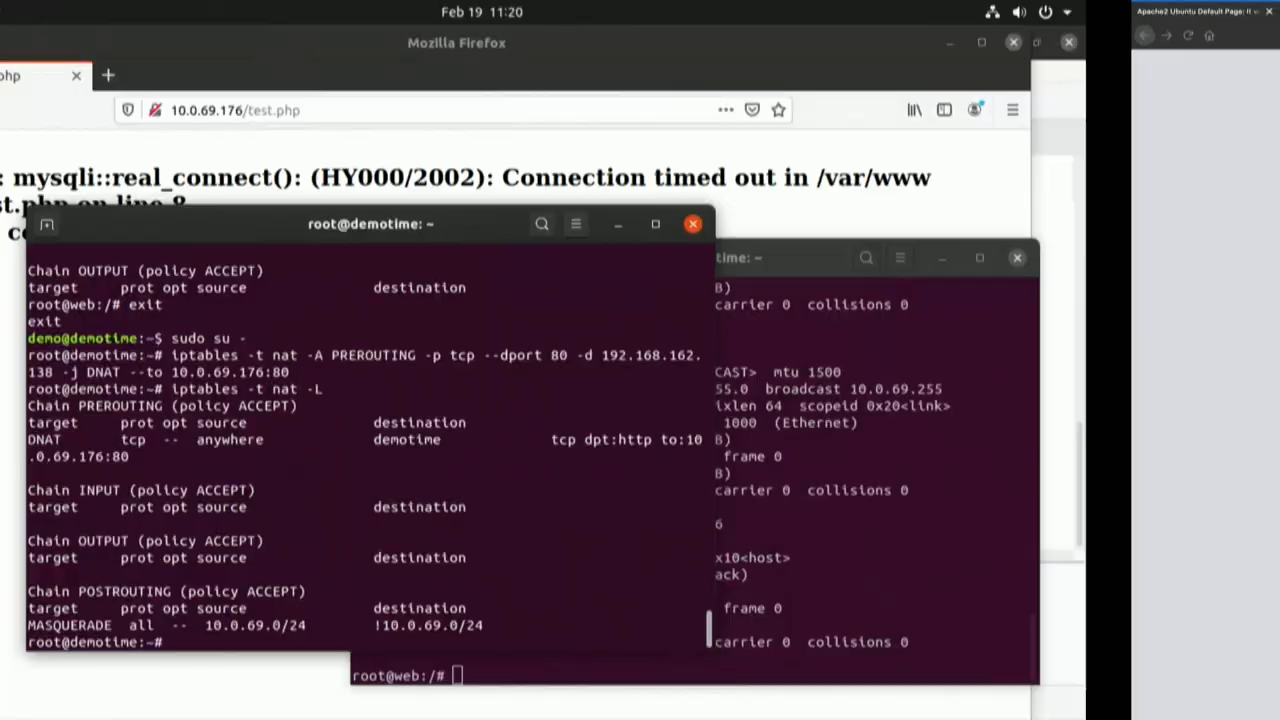 Feb 19 11:20
Apache2 Ubuntu Default Page: It
Mozilla Firefox
php
10.0.69.176/test.php
: mysqli::real_connect(): (HY000/2002): Connection timed out in /var/www
st.php on line 8
root@demotime: ~
Chain OUTPUT (policy ACCEPT)
target prot opt source destination
root@web:/# exit
exit
demo@demotime:~$ sudo su -
root@demotime:~# iptables -t nat -A PREROUTING -p tcp --dport 80 -d 192.168.162.
138 -j DNAT --to 10.0.69.176:80
root@demotime:~# iptables -t nat -L
Chain PREROUTING (policy ACCEPT)
target prot opt source destination
DNAT tcp -- anywhere demotime tcp dpt:http to:10
.0.69.176:80
Chain INPUT (policy ACCEPT)
target prot opt source destination
Chain OUTPUT (policy ACCEPT)
target prot opt source destination
Chain POSTROUTING (policy ACCEPT)
target prot opt source destination
MASQUERADE all -- 10.0.69.0/24 !10.0.69.0/24
root@demotime:~#
time: ~
B)
carrier 0 collisions 0
CAST> mtu 1500
55.0 broadcast 10.0.69.255
ixlen 64 scopeid 0x20<link>
1000 (Ethernet)
B)
frame 0
B)
carrier 0 collisions 0
6
x10<host>
ack)
frame 0
carrier 0 collisions 0
root@web:/#